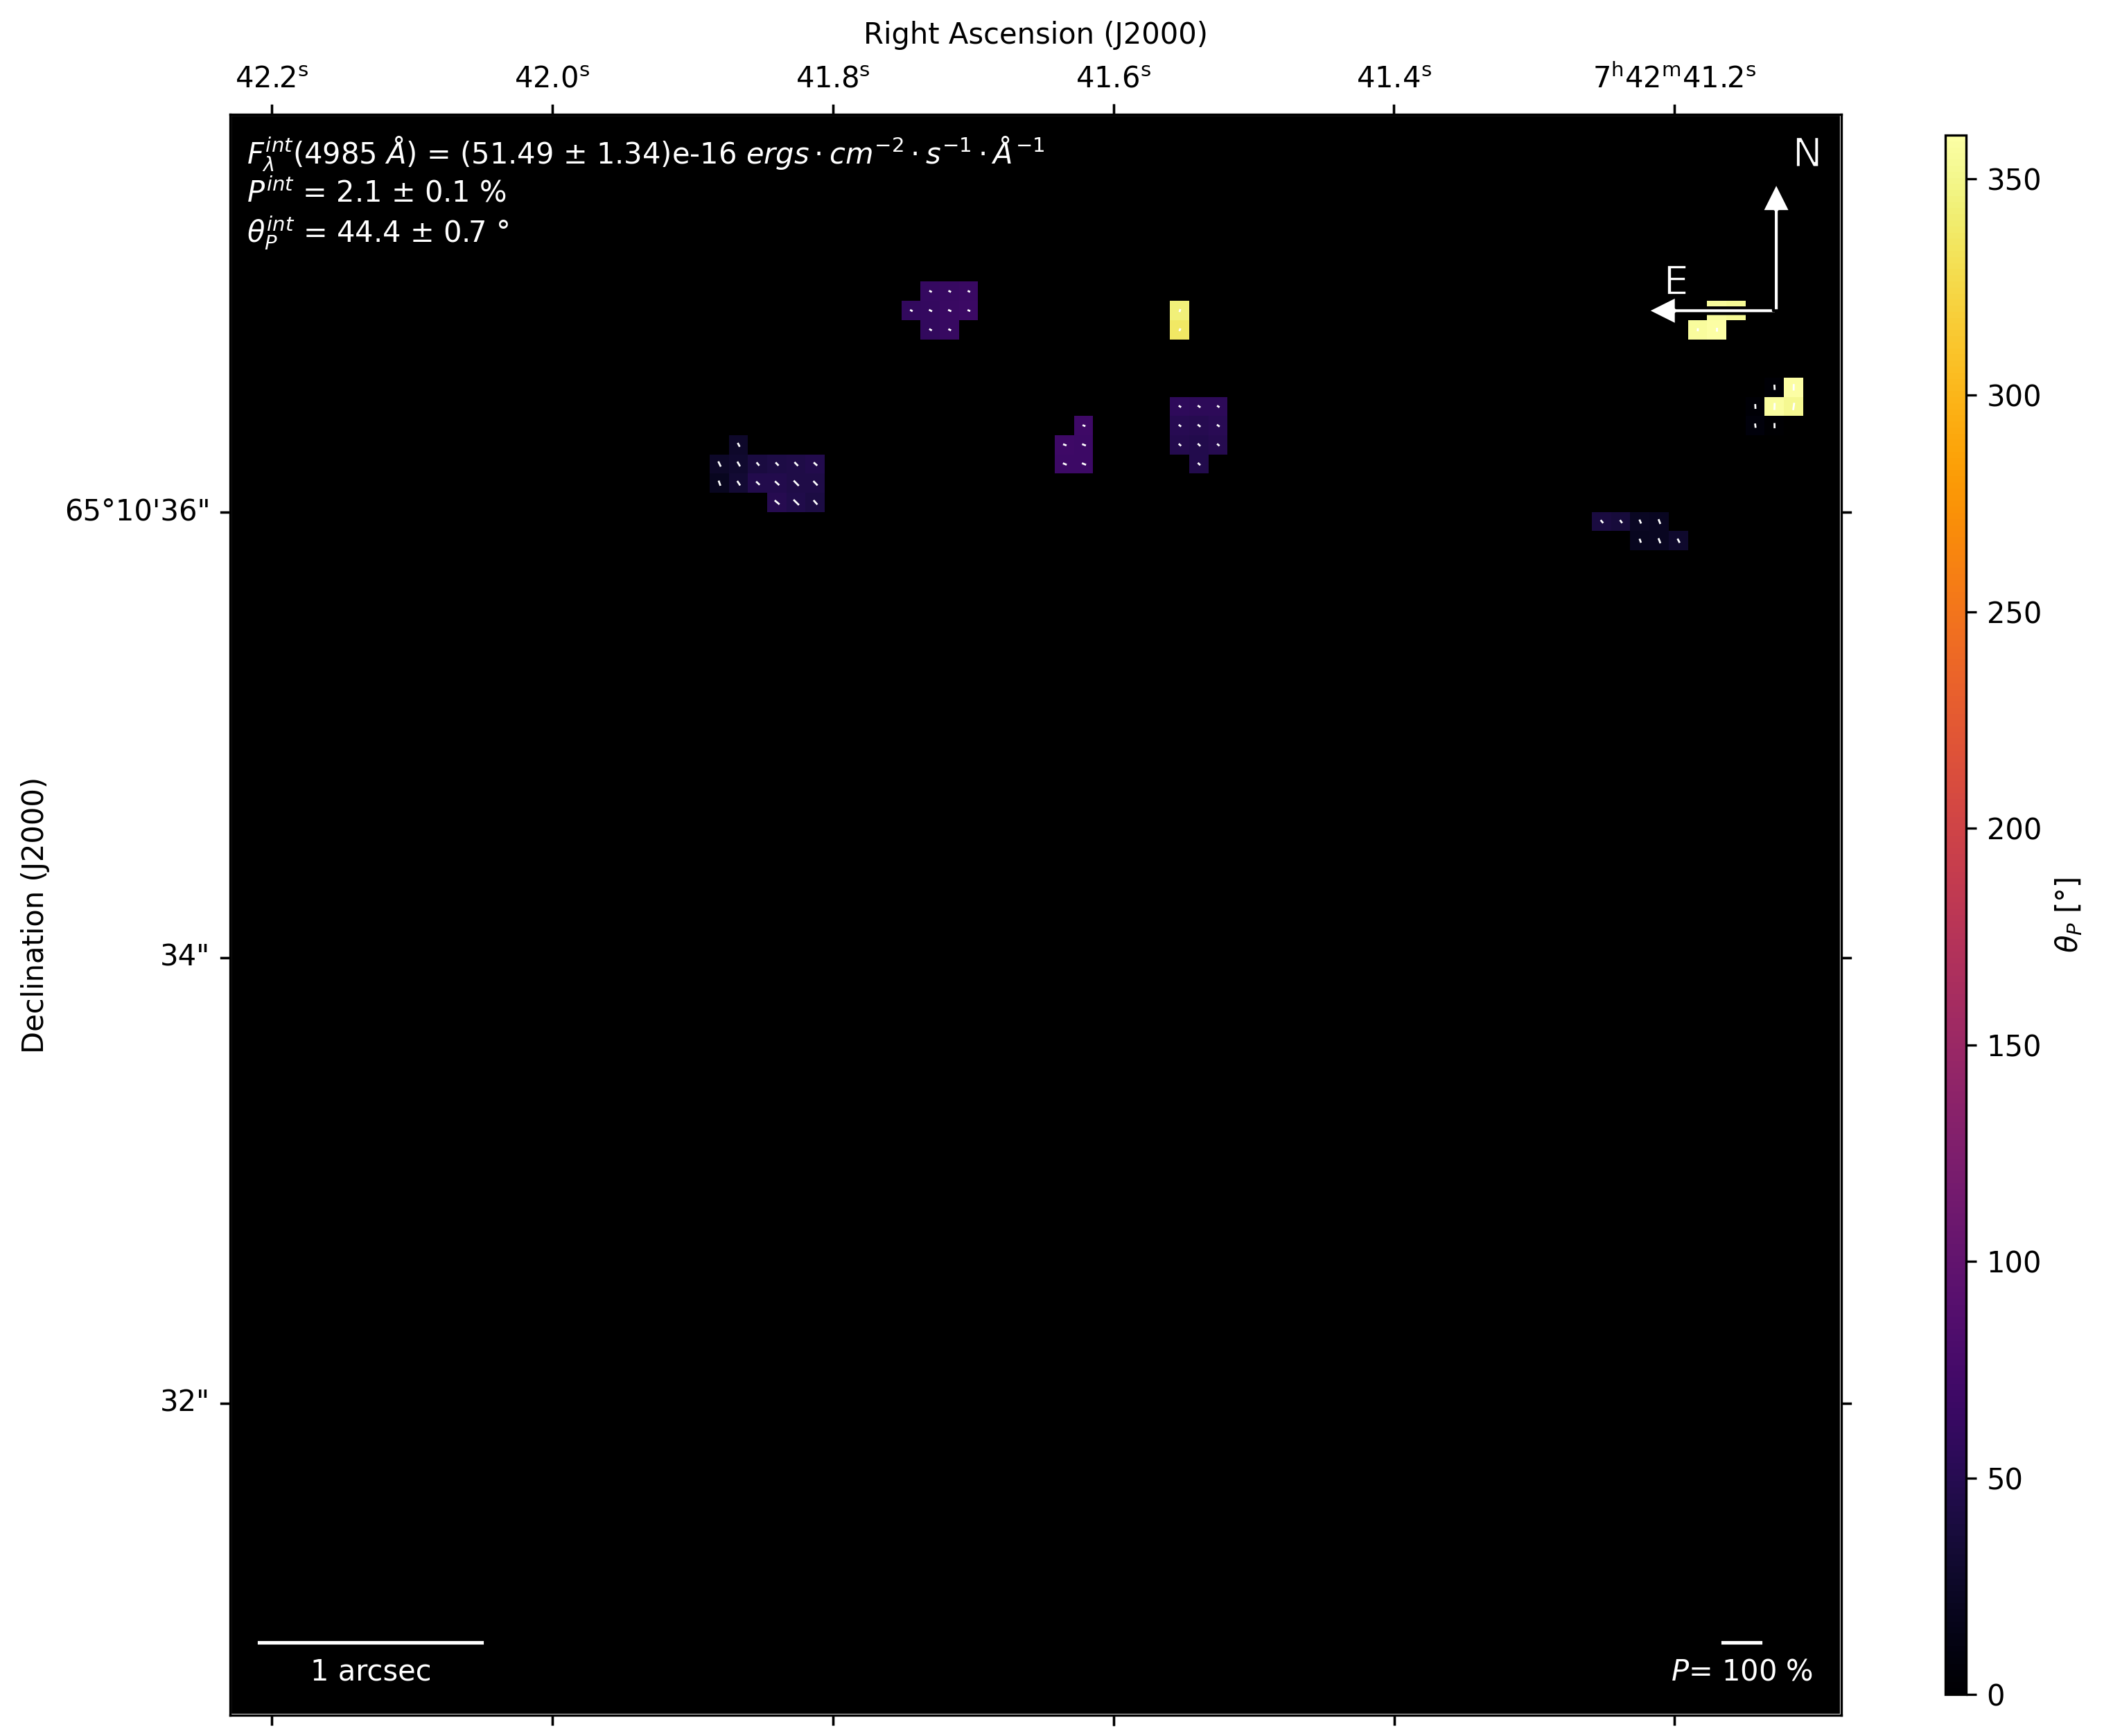 Right Ascension (J2000)
42.2ˢ 42.0ˢ 41.8ˢ 41.6ˢ 41.4ˢ 7ʰ42ᵐ41.2ˢ
F_λ^int(4985 Å) = (51.49 ± 1.34)e-16 ergs · cm⁻² · s⁻¹ · Å⁻¹
P^int = 2.1 ± 0.1 %
θ_P^int = 44.4 ± 0.7 °
N
E
65°10'36"
34"
32"
Declination (J2000)
1 arcsec
P= 100 %
350
300
250
200
150
100
50
0
θ_P [°]